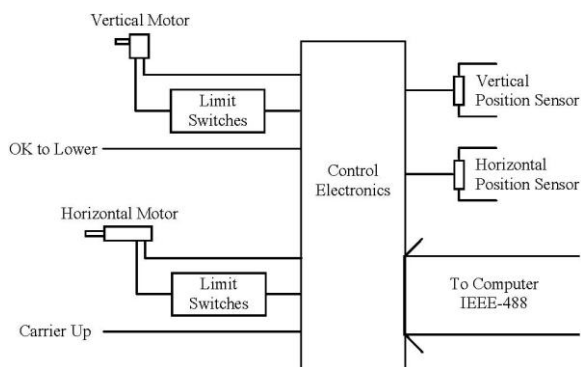 Vertical Motor
Limit
Switches
OK to Lower
Horizontal Motor
Limit
Switches
Carrier Up
Control
Electronics
Vertical
Position Sensor
Horizontal
Position Sensor
To Computer
IEEE-488